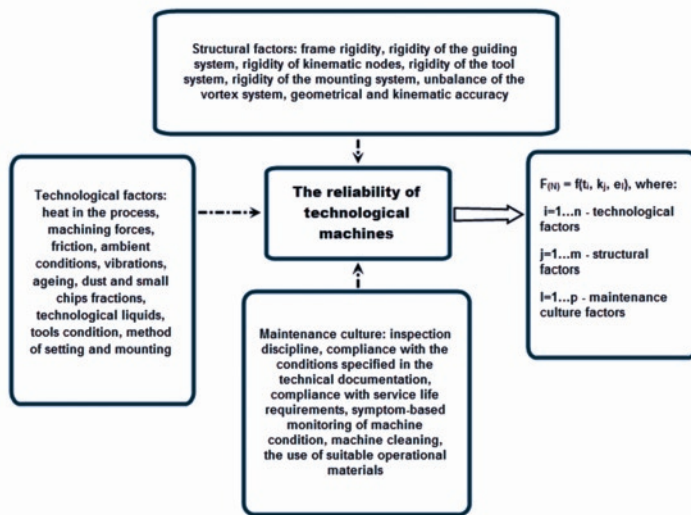 Structural factors: frame rigidity, rigidity of the guiding
system, rigidity of kinematic nodes, rigidity of the tool
system, rigidity of the mounting system, unbalance of the
vortex system, geometrical and kinematic accuracy
Technological factors:
heat in the process,
machining forces,
friction, ambient
conditions, vibrations,
ageing, dust and small
chips fractions,
technological liquids,
tools condition, method
of setting and mounting
The reliability of
technological
machines
F(N) = f(ti, kj, el), where:
i=1...n - technological
factors
j=1...m - structural
factors
l=1...p - maintenance
culture factors
Maintenance culture: inspection
discipline, compliance with the
conditions specified in the
technical documentation,
compliance with service life
requirements, symptom-based
monitoring of machine
condition, machine cleaning,
the use of suitable operational
materials